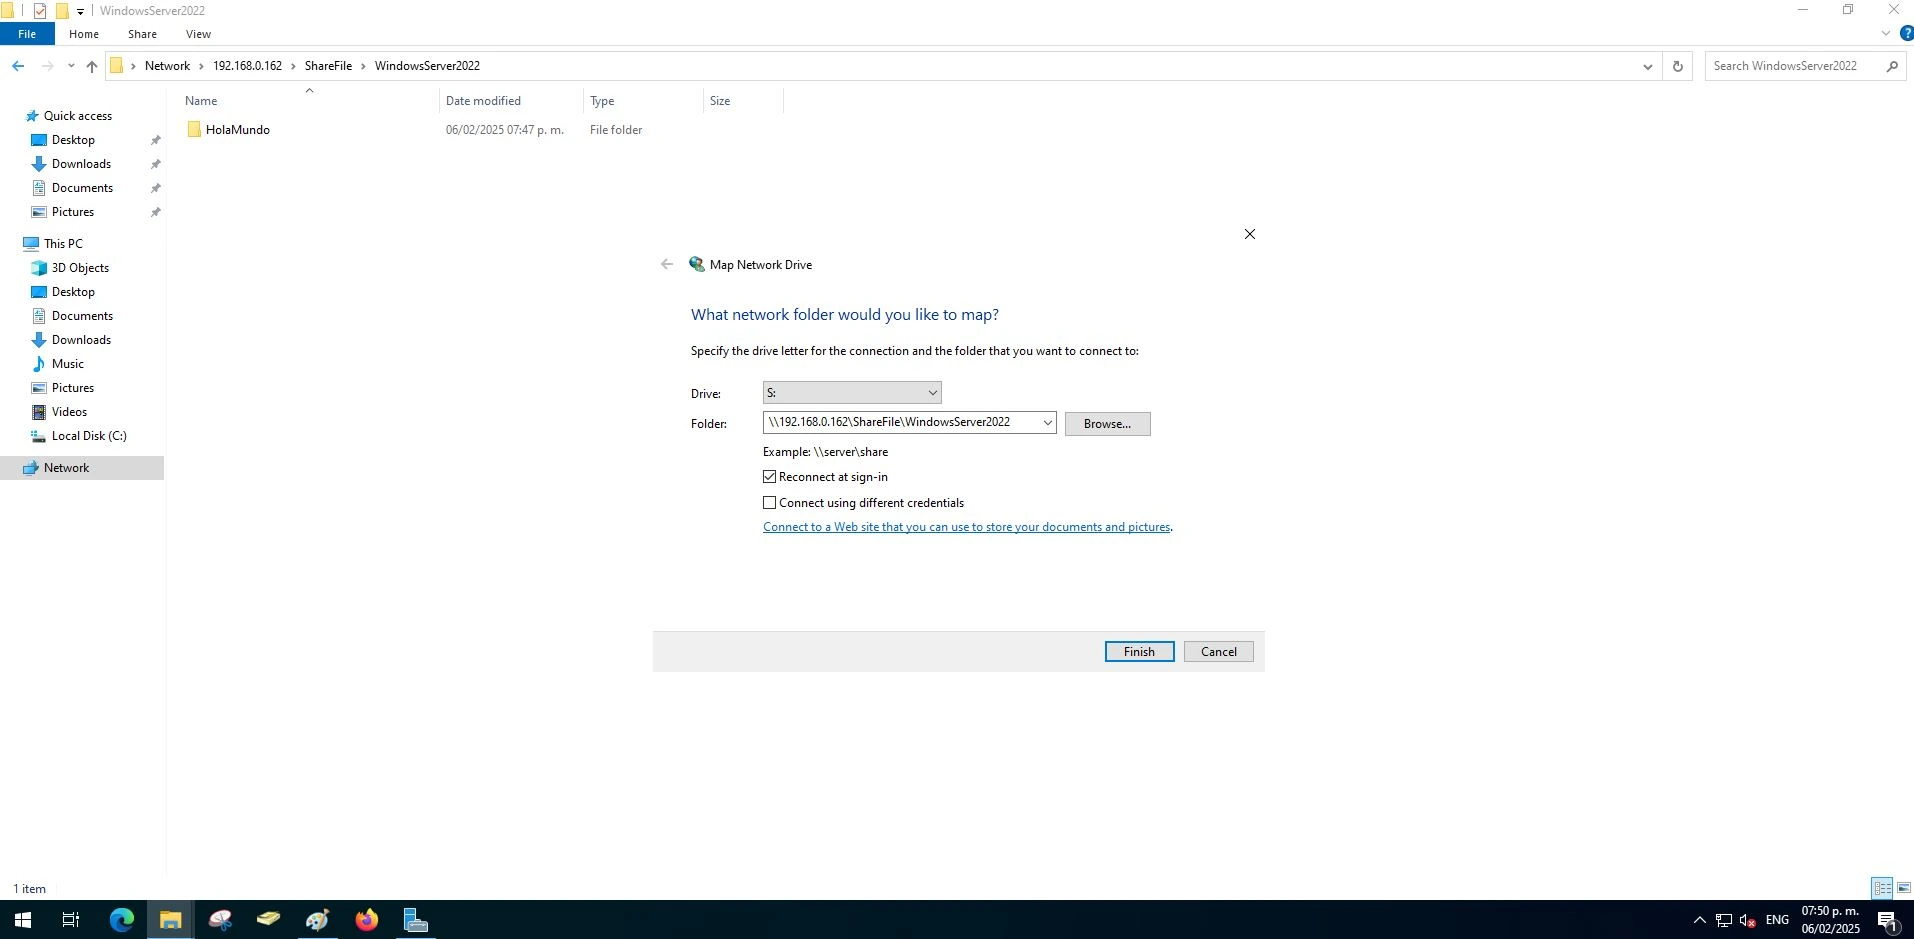 WindowsServer2022
File Home Share View
Network 192.168.0.162 ShareFile WindowsServer2022
Search WindowsServer2022
Name Date modified Type Size
HolaMundo 06/02/2025 07:47 p. m. File folder
Quick access
Desktop
Downloads
Documents
Pictures
This PC
3D Objects
Desktop
Documents
Downloads
Music
Pictures
Videos
Local Disk (C:)
Network
Map Network Drive
What network folder would you like to map?
Specify the drive letter for the connection and the folder that you want to connect to:
Drive: S:
Folder: \\192.168.0.162\ShareFile\WindowsServer2022 Browse...
Example: \\server\share
Reconnect at sign-in
Connect using different credentials
Connect to a Web site that you can use to store your documents and pictures.
Finish Cancel
1 item
ENG
07:50 p. m.
06/02/2025
1